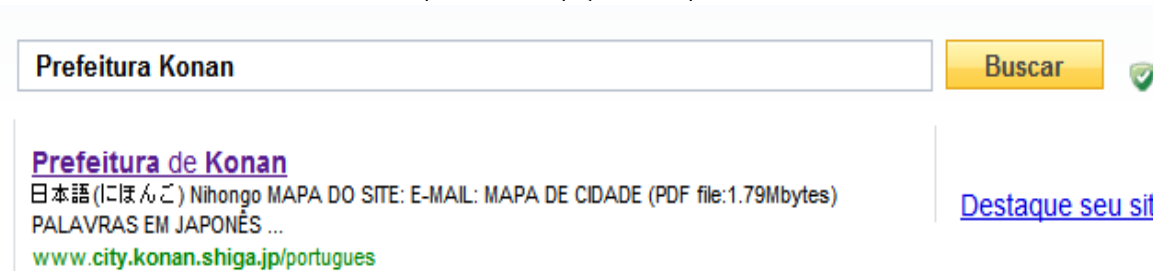 Prefeitura Konan
Buscar
Prefeitura de Konan
日本語(にほんご) Nihongo MAPA DO SITE: E-MAIL: MAPA DE CIDADE (PDF file:1.79Mbytes)
PALAVRAS EM JAPONÊS ...
www.city.konan.shiga.jp/portugues
Destaque seu sit